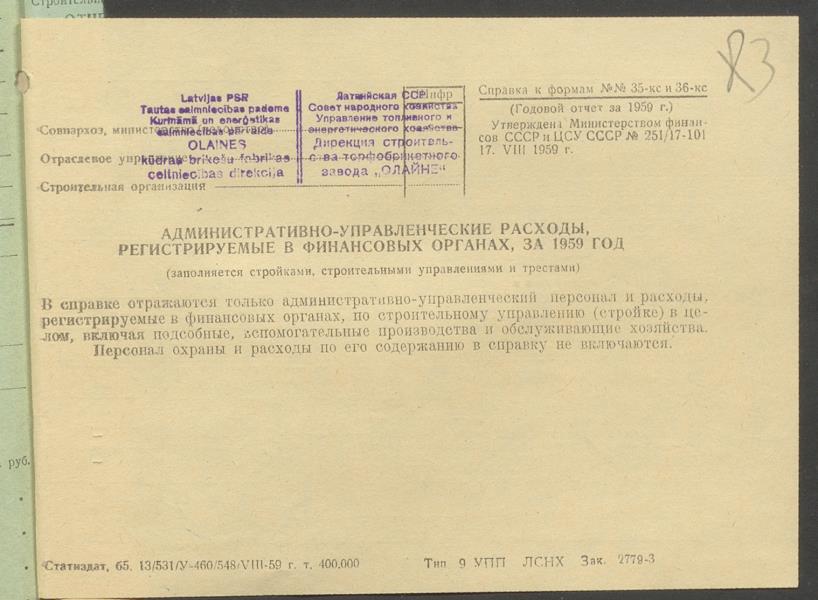 Строительн
Latvijas PSR
Tautas saimniecības padome
Kurināmā un enerģētikas
saimniecības pārvalde
OLAINES
kūdras briketu fabrikas
celtniecības direkcija
Латвийская ССР
Совет народного хозяйства
Управление топливного и
энергетического хозяйства
Дирекция строитель-
ства торфобрикетного
завода „ОЛАЙНЕ“
Шифр
Совнархоз, министерство
Отраслевое управление
Строительная организация
Справка к формам №№ 35-кс и 36-кс
(Годовой отчет за 1959 г.)
Утверждена Министерством финан-
сов СССР и ЦСУ СССР № 251/17-101
17. VIII 1959 г.
АДМИНИСТРАТИВНО-УПРАВЛЕНЧЕСКИЕ РАСХОДЫ,
РЕГИСТРИРУЕМЫЕ В ФИНАНСОВЫХ ОРГАНАХ, ЗА 1959 ГОД
(заполняется стройками, строительными управлениями и трестами)
В справке отражаются только административно-управленческий персонал и расходы,
регистрируемые в финансовых органах, по строительному управлению (стройке) в це-
лом, включая подсобные, вспомогательные производства и обслуживающие хозяйства.
Персонал охраны и расходы по его содержанию в справку не включаются.
руб.
Статиздат, 65. 13/531/У-460/548/VIII-59 г. т. 400.000
Тип 9 УПП ЛСНХ Зак. 2779-3